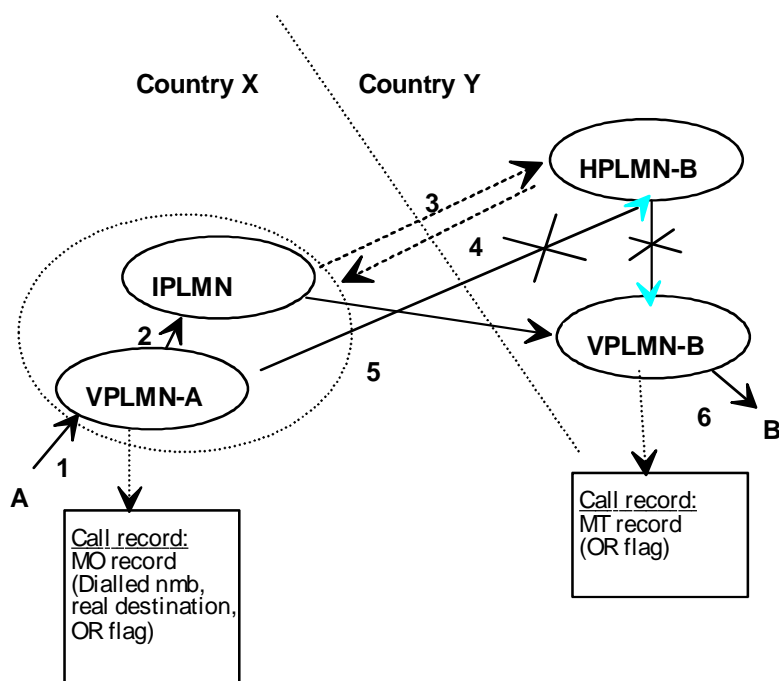 Country X
Country Y
HPLMN-B
3
4
IPLMN
2
VPLMN-B
5
VPLMN-A
6
B
1
A
Call record:
MO record
(Dialled nmb,
real destination,
OR flag)
Call record:
MT record
(OR flag)